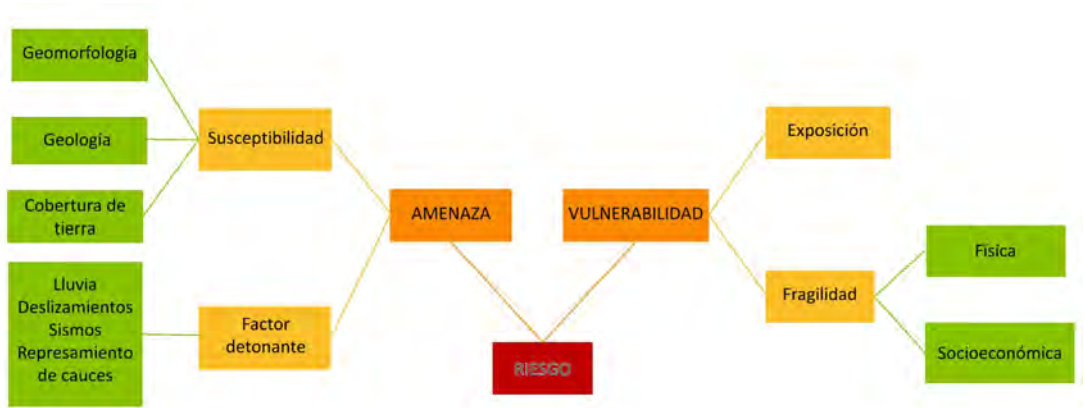 Geomorfología
Geología
Cobertura de
tierra
Lluvia
Deslizamientos
Sismos
Represamiento
de cauces
Susceptibilidad
Factor
detonante
AMENAZA
RIESGO
VULNERABILIDAD
Exposición
Fragilidad
Física
Socioeconómica